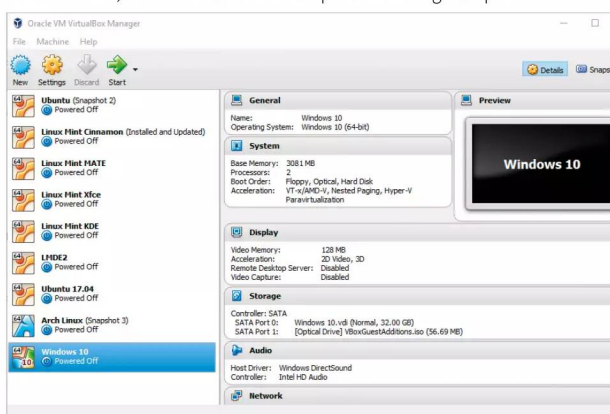 Oracle VM VirtualBox Manager
File Machine Help
New Settings Discard Start
Details Snaps
Ubuntu (Snapshot 2)
Powered Off
Linux Mint Cinnamon (Installed and Updated)
Powered Off
Linux Mint MATE
Powered Off
Linux Mint Xfce
Powered Off
Linux Mint KDE
Powered Off
LMDE2
Powered Off
Ubuntu 17.04
Powered Off
Arch Linux (Snapshot 3)
Powered Off
Windows 10
Powered Off
General
Name: Windows 10
Operating System: Windows 10 (64-bit)
System
Base Memory: 3081 MB
Processors: 2
Boot Order: Floppy, Optical, Hard Disk
Acceleration: VT-x/AMD-V, Nested Paging, Hyper-V
Paravirtualization
Preview
Windows 10
Display
Video Memory: 128 MB
Acceleration: 2D Video, 3D
Remote Desktop Server: Disabled
Video Capture: Disabled
Storage
Controller: SATA
SATA Port 0: Windows 10.vdi (Normal, 32.00 GB)
SATA Port 1: [Optical Drive] VBoxGuestAdditions.iso (56.69 MB)
Audio
Host Driver: Windows DirectSound
Controller: Intel HD Audio
Network